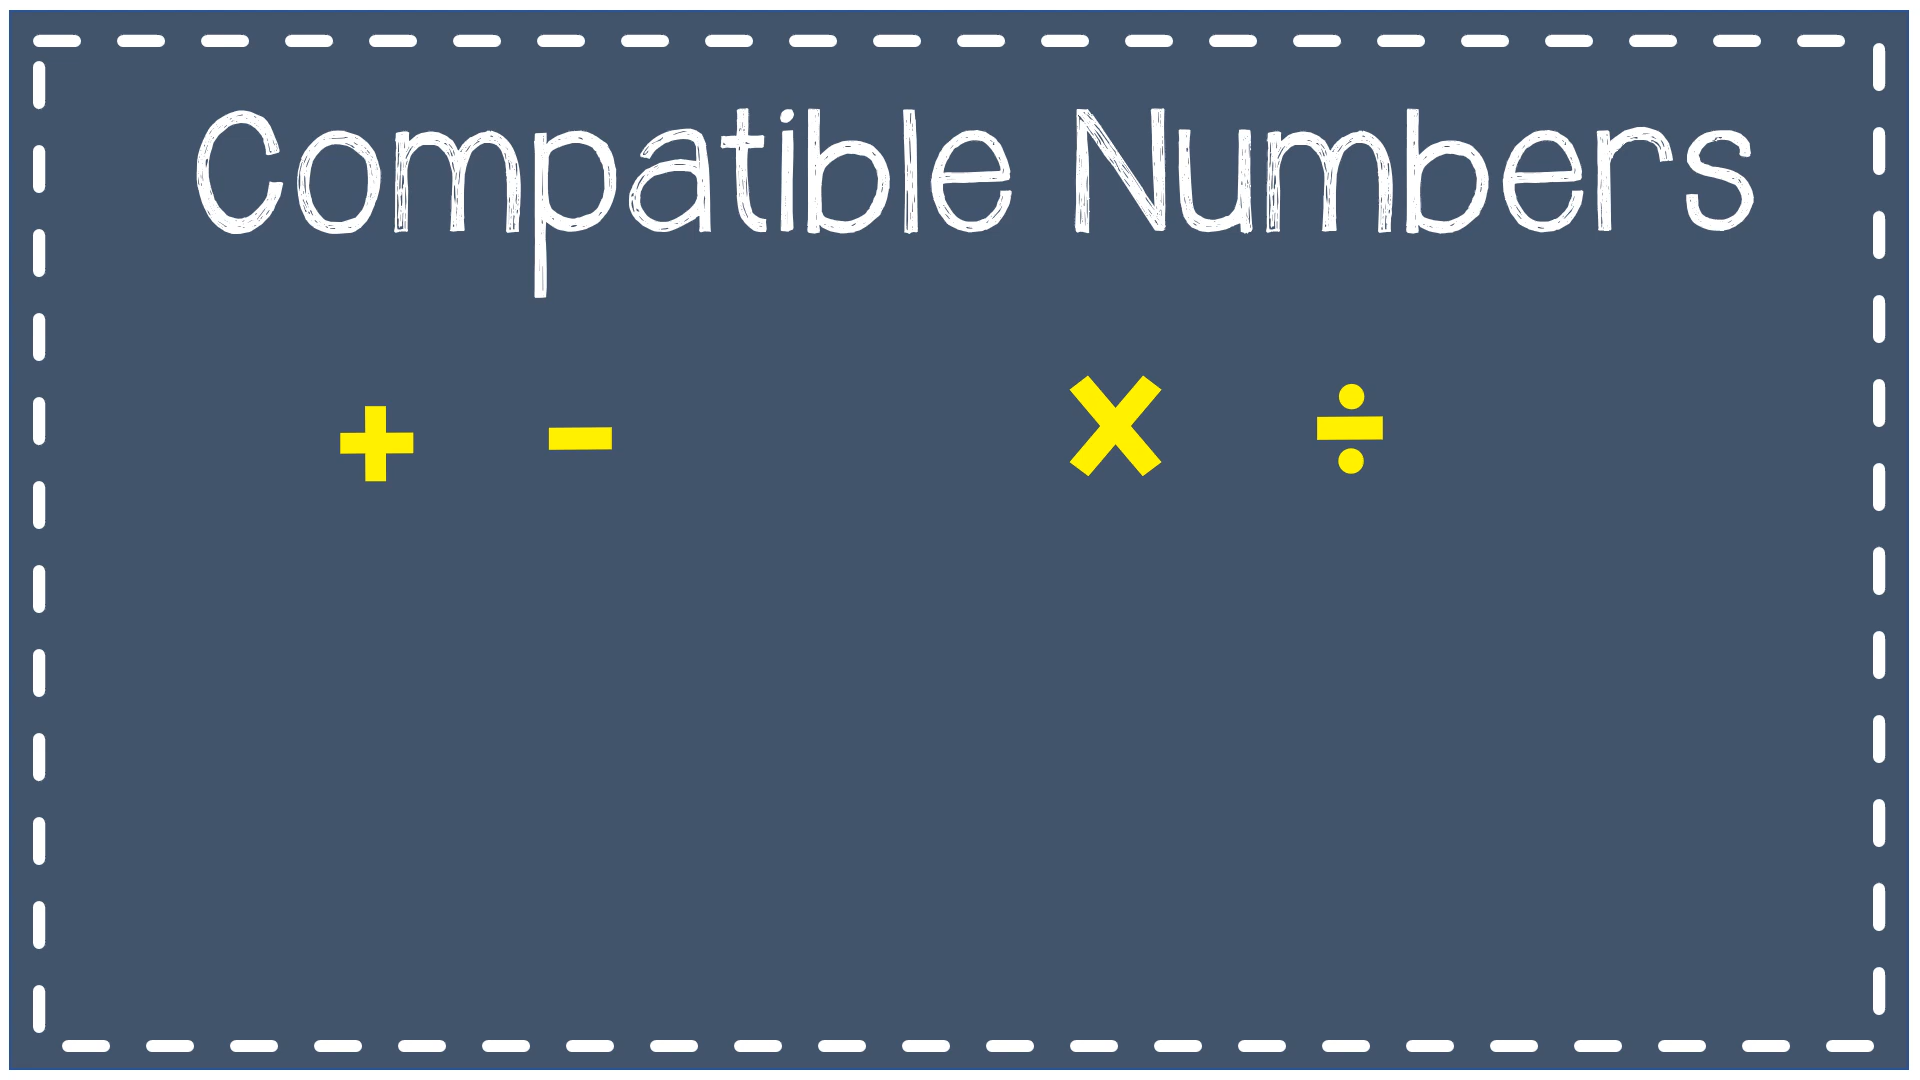 Compatible Numbers
+ - × ÷